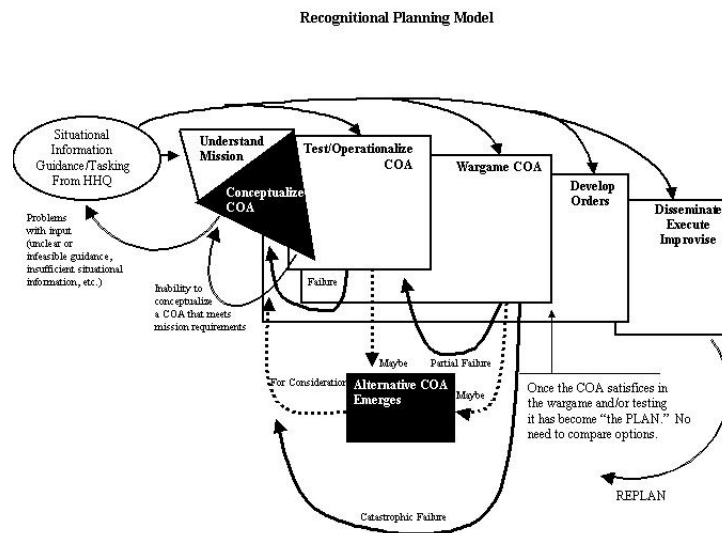 Recognitional Planning Model
Situational
Information
Guidance/Tasking
From HHQ
Understand
Mission
Conceptualize
COA
Test/Operationalize
COA
Wargame COA
Develop
Orders
Disseminate
Execute
Improvise
Problems
with input
(unclear or
infeasible guidance,
insufficient situational
information, etc.)
Inability to
conceptualize
a COA that meets
mission requirements
Failure
Partial Failure
Maybe
For Consideration
Alternative COA
Emerges
Maybe
Once the COA satisfices in
the wargame and/or testing
it has become “the PLAN.” No
need to compare options.
REPLAN
Catastrophic Failure